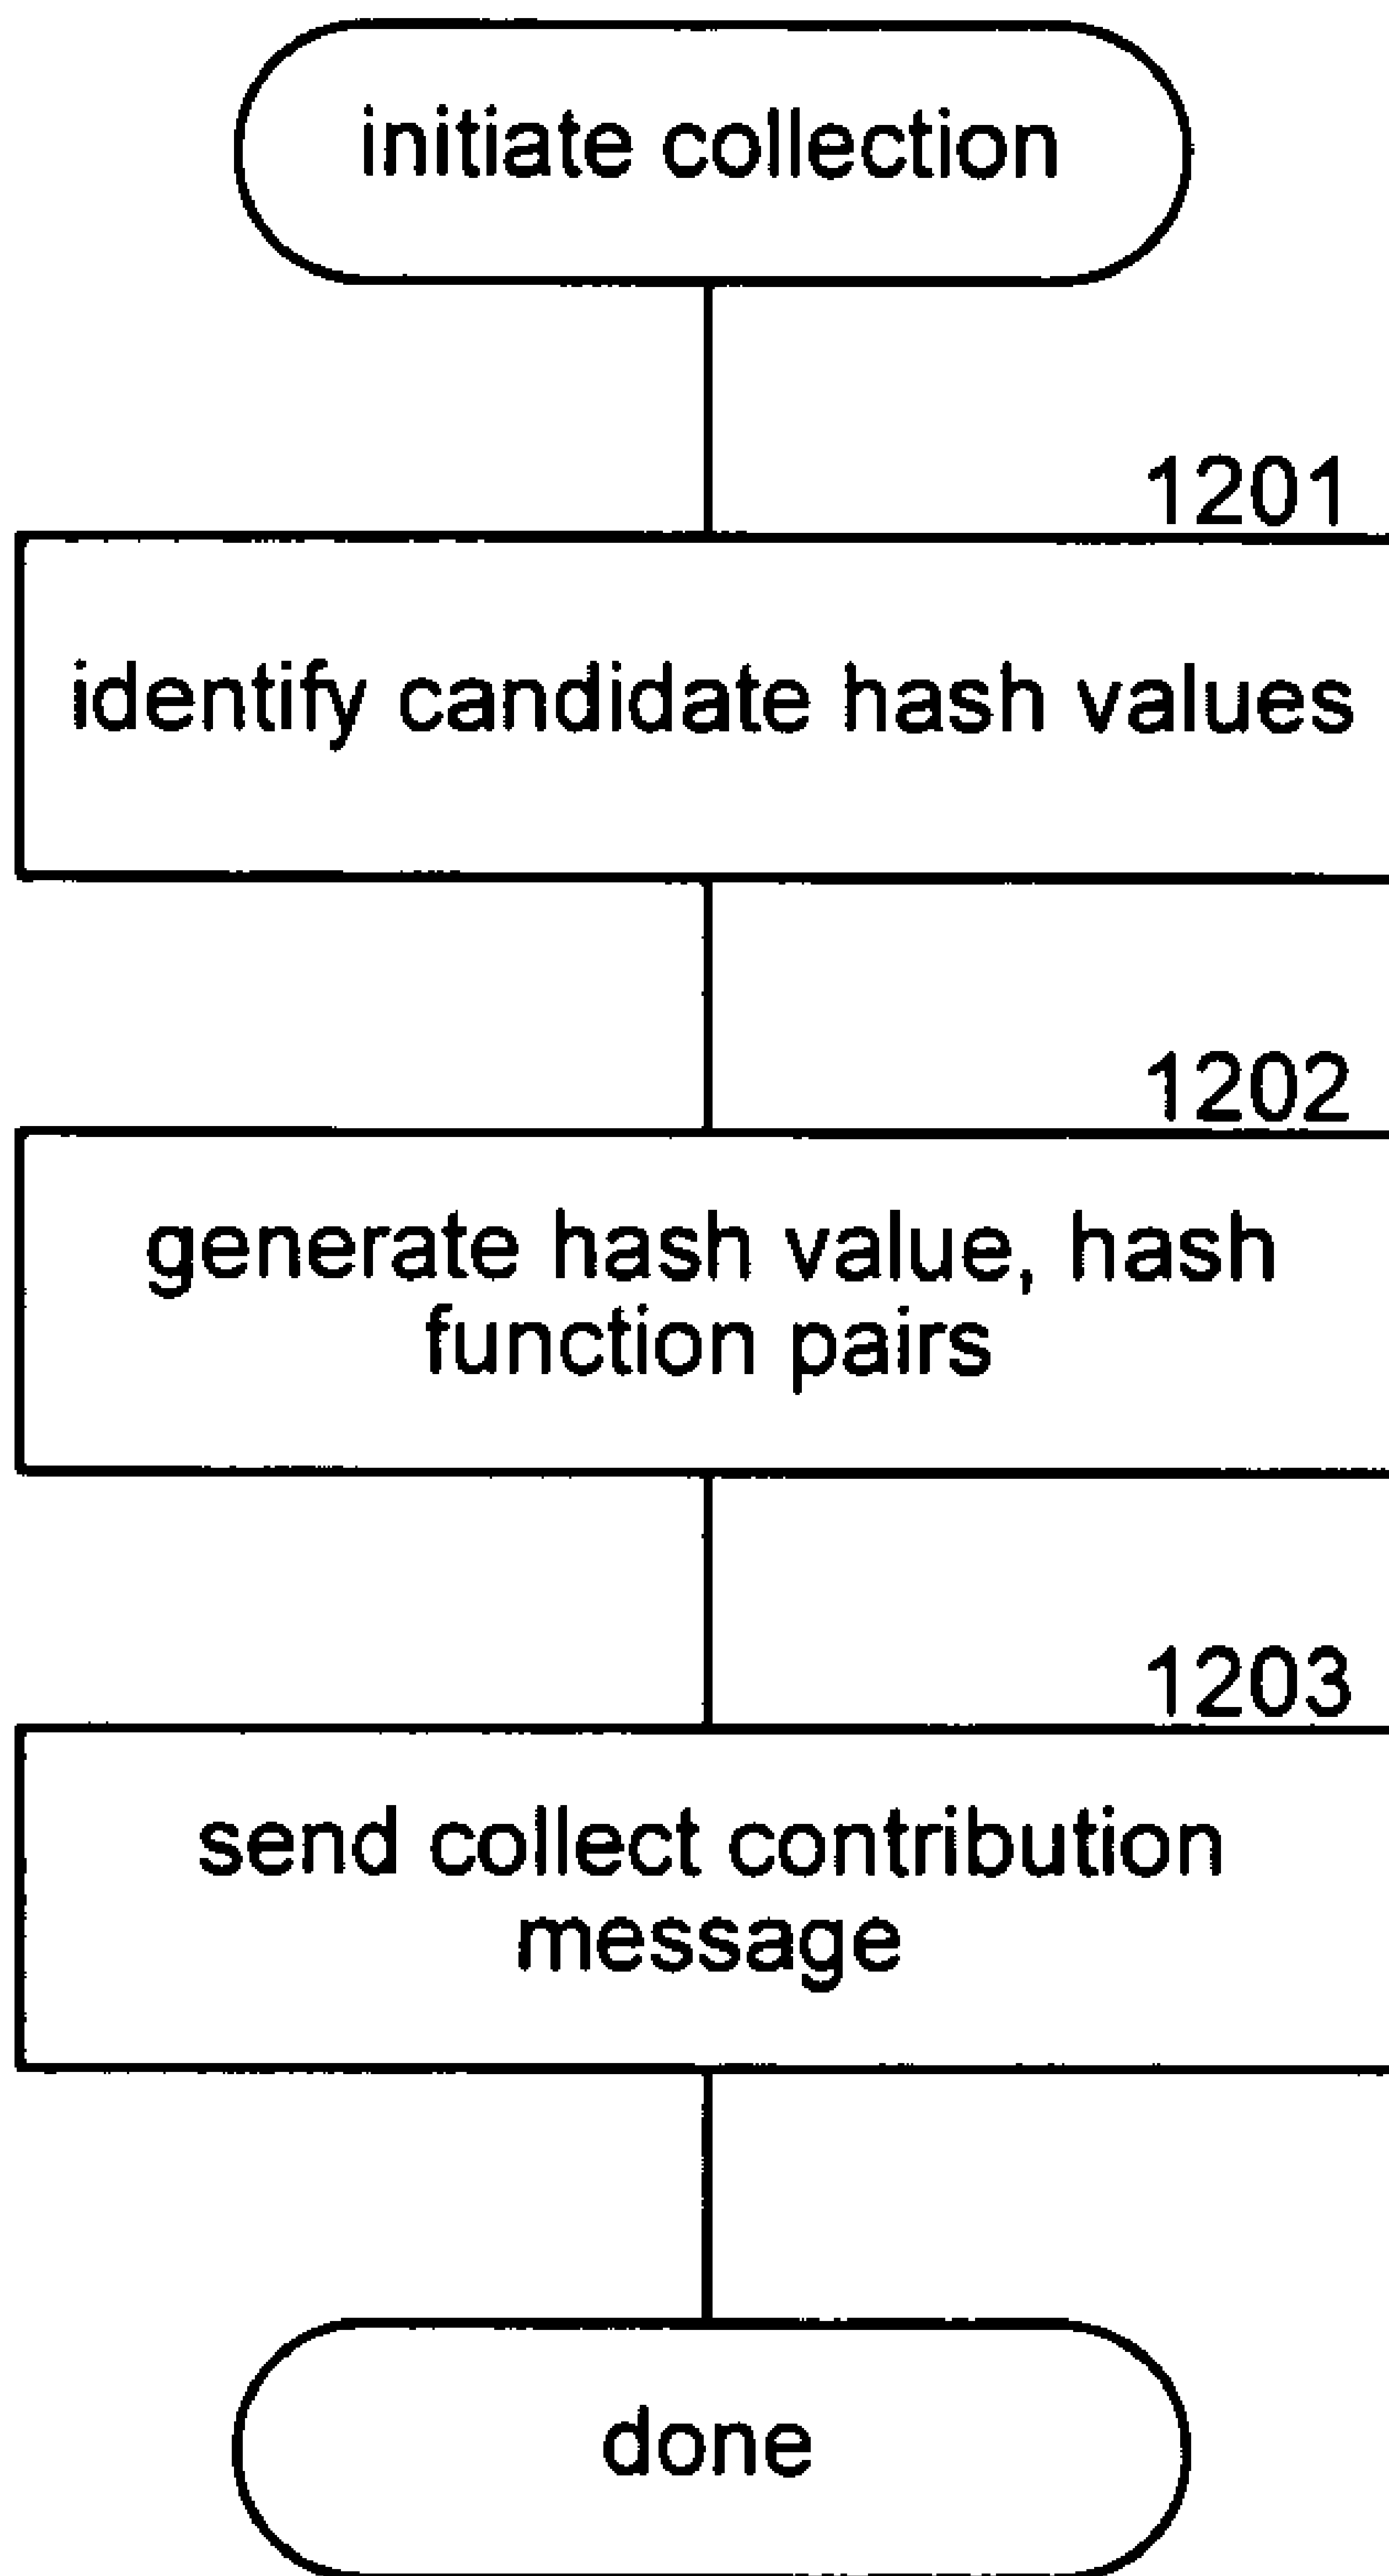 initiate collection
1201
identify candidate hash values
1202
generate hash value, hash
function pairs
1203
send collect contribution
message
done